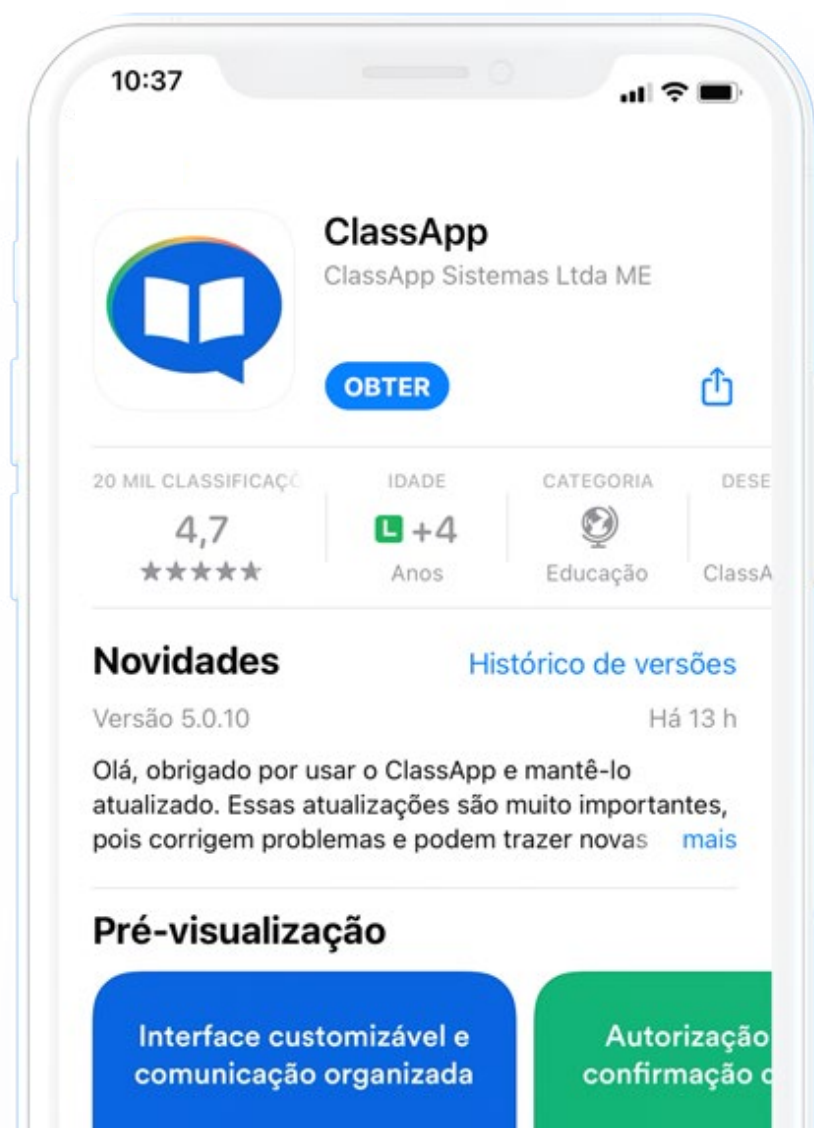 10:37
ClassApp
ClassApp Sistemas Ltda ME
OBTER
20 MIL CLASSIFICAÇÕ
IDADE
CATEGORIA
DESE
4,7
L +4
Anos
Educação
ClassA
Novidades
Histórico de versões
Versão 5.0.10
Há 13 h
Olá, obrigado por usar o ClassApp e mantê-lo
atualizado. Essas atualizações são muito importantes,
pois corrigem problemas e podem trazer novas mais
Pré-visualização
Interface customizável e
comunicação organizada
Autorização
confirmação